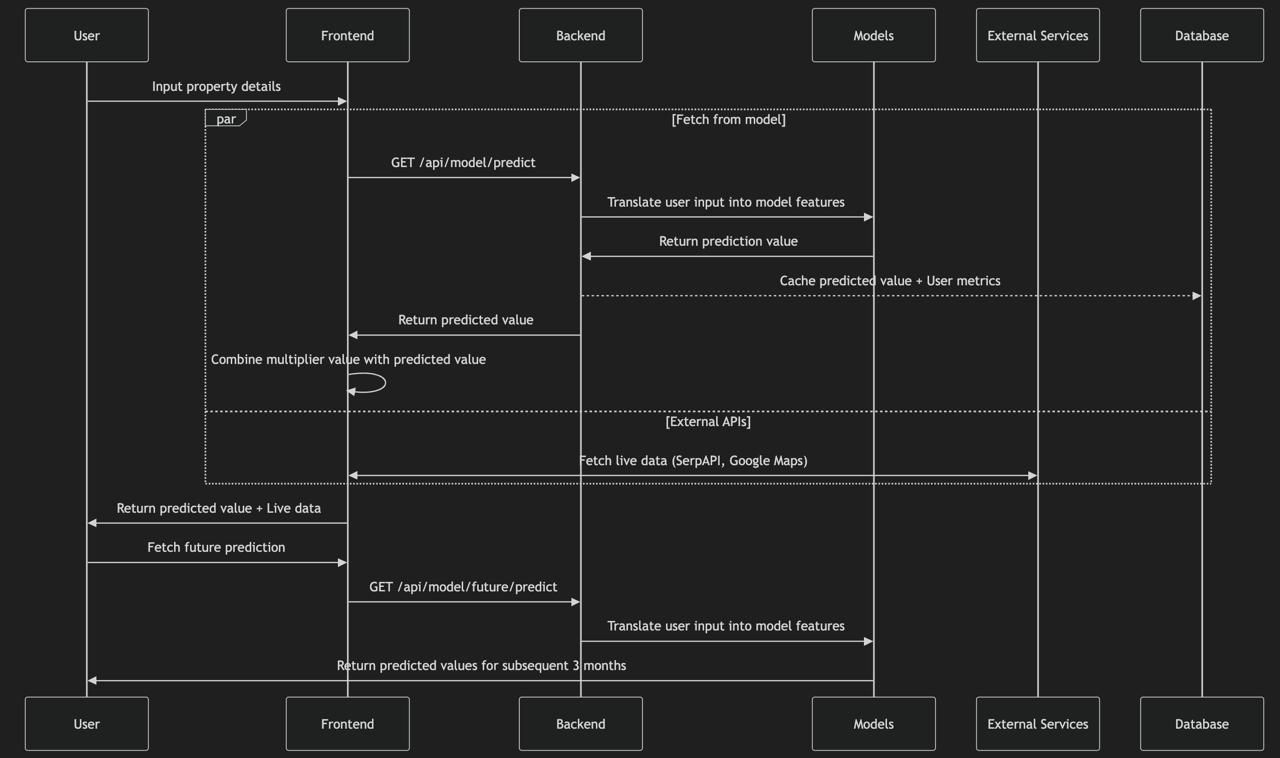 User
Frontend
Backend
Models
External Services
Database
Input property details
par
[Fetch from model]
GET /api/model/predict
Translate user input into model features
Return prediction value
Cache predicted value + User metrics
Return predicted value
Combine multiplier value with predicted value
[External APIs]
Fetch live data (SerpAPI, Google Maps)
Return predicted value + Live data
Fetch future prediction
GET /api/model/future/predict
Translate user input into model features
Return predicted values for subsequent 3 months
User
Frontend
Backend
Models
External Services
Database